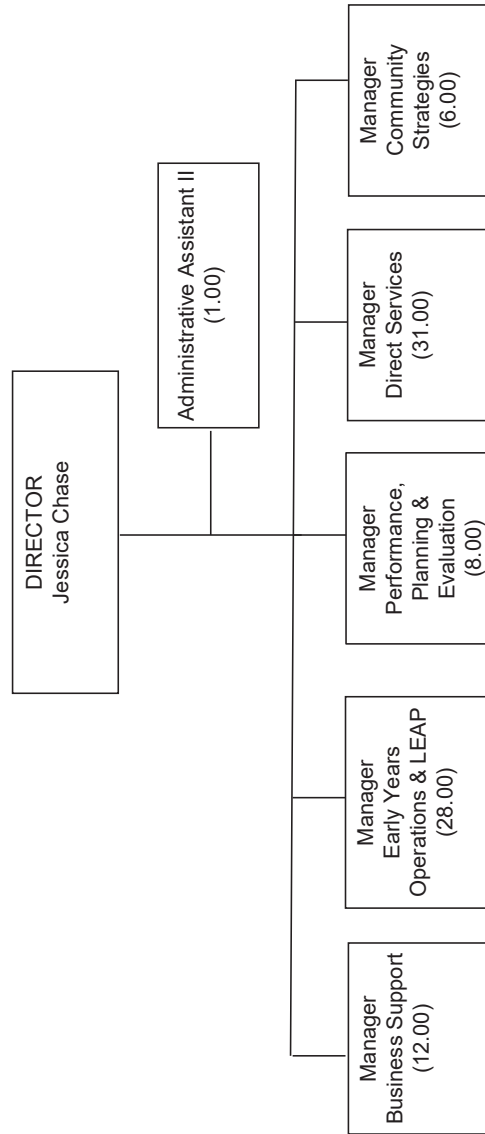 DIRECTOR
Jessica Chase
Administrative Assistant II
(1.00)
Manager
Business Support
(12.00)
Manager
Early Years
Operations & LEAP
(28.00)
Manager
Performance,
Planning &
Evaluation
(8.00)
Manager
Direct Services
(31.00)
Manager
Community
Strategies
(6.00)